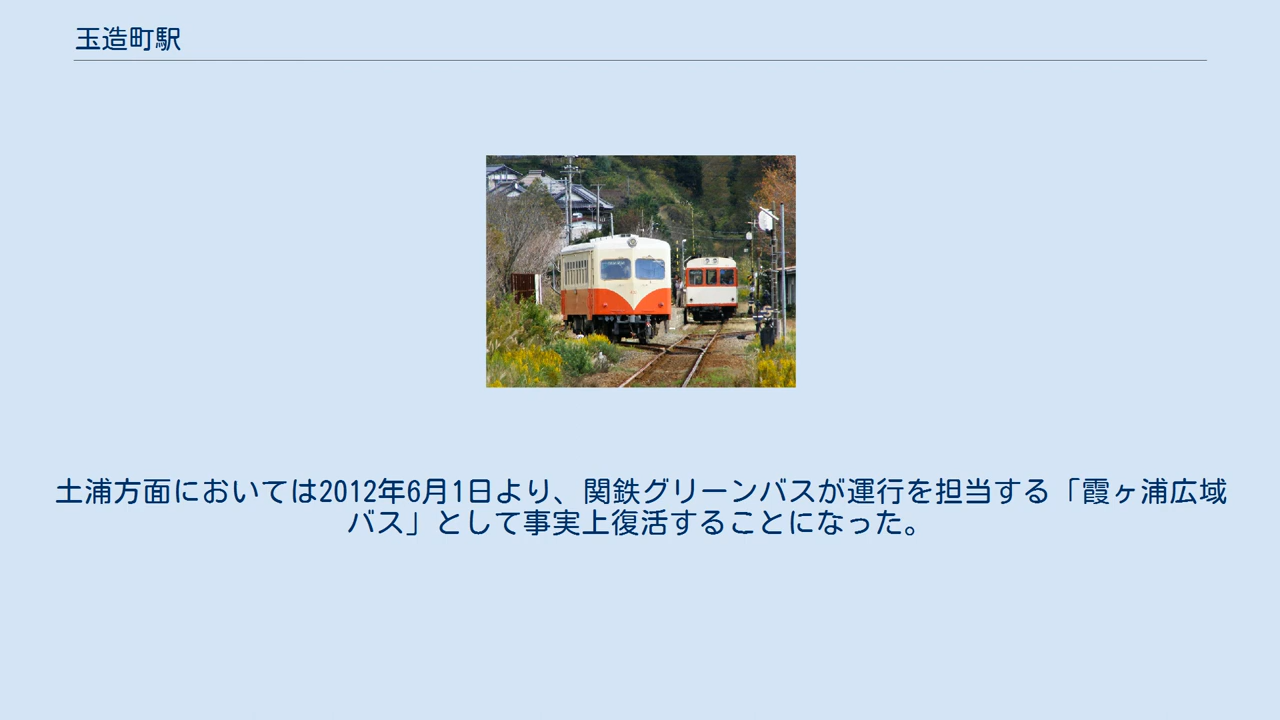 玉造町駅
土浦方面においては2012年6月1日より、関鉄グリーンバスが運行を担当する「霞ヶ浦広域
バス」として事実上復活することになった。